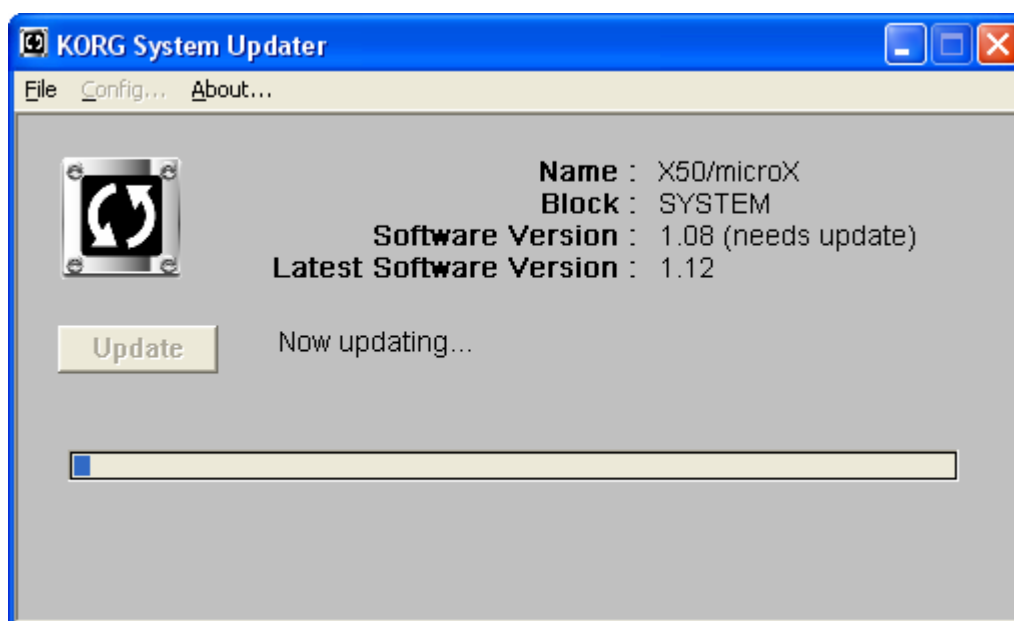 KORG System Updater
File Config... About...
Name : X50/microX
Block : SYSTEM
Software Version : 1.08 (needs update)
Latest Software Version : 1.12
Update Now updating...